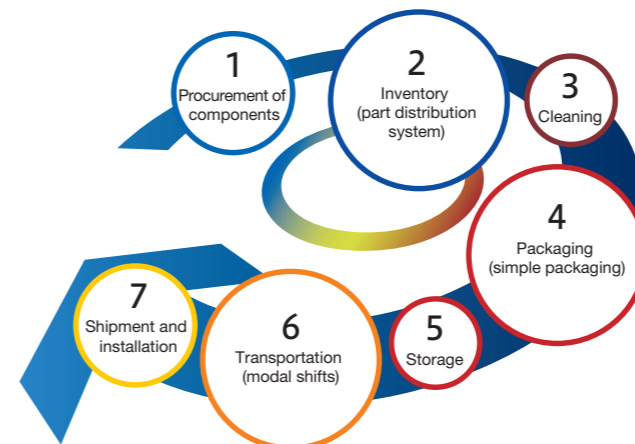 1
Procurement of
components
2
Inventory
(part distribution
system)
3
Cleaning
4
Packaging
(simple packaging)
5
Storage
6
Transportation
(modal shifts)
7
Shipment and
installation